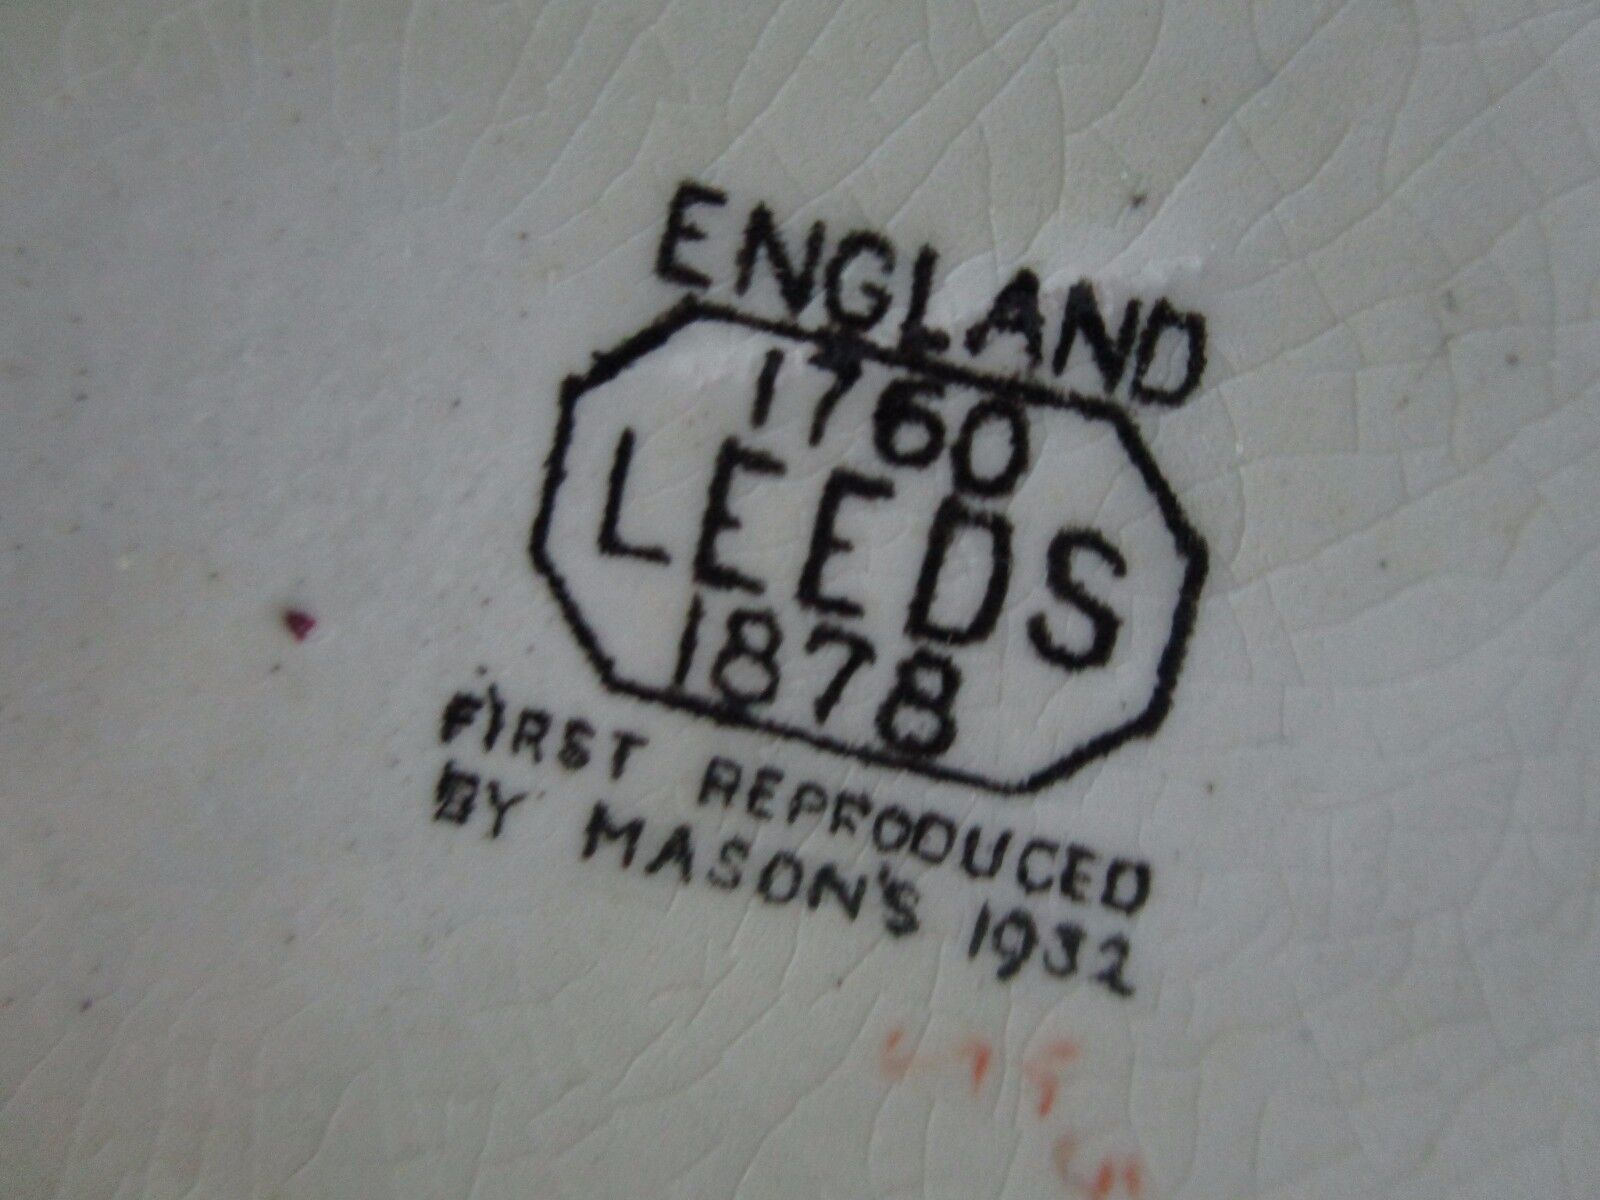 ENGLAND
1760
LEEDS
1878
FIRST REPRODUCED
BY MASON'S 1932